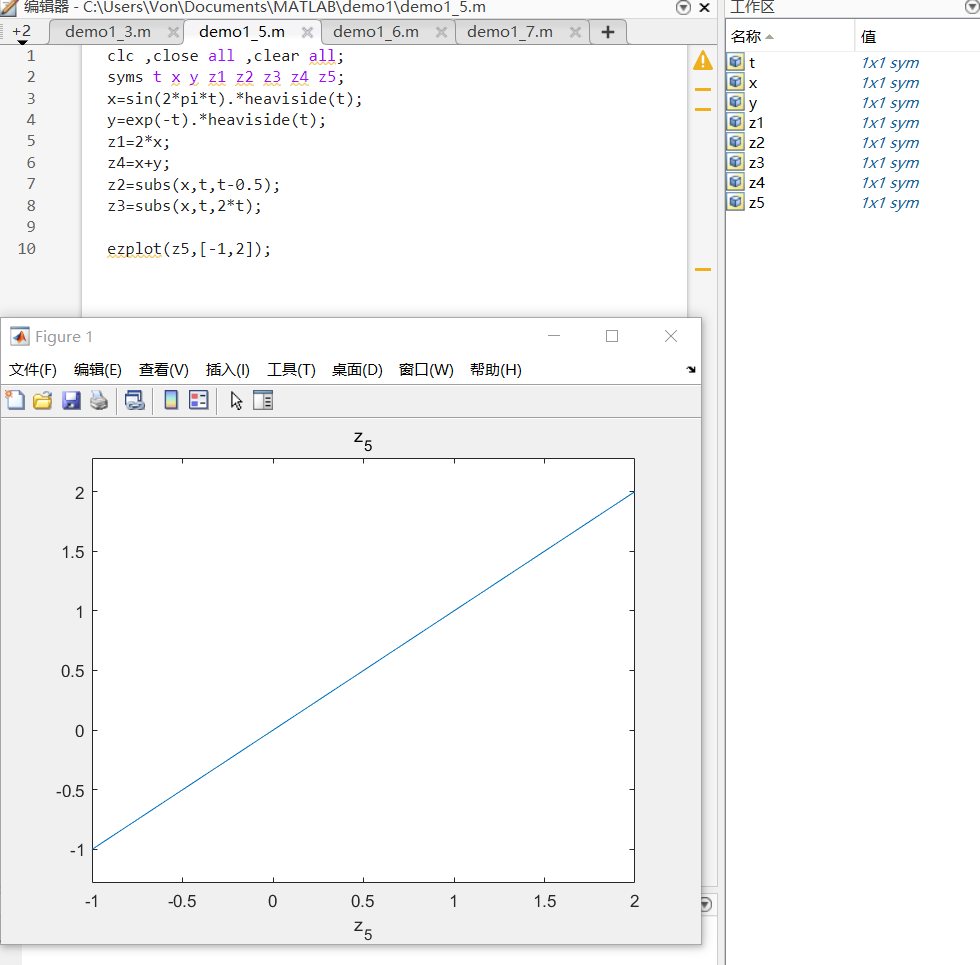 编辑器 - C:\Users\Von\Documents\MATLAB\demo1\demo1_5.m
+2 demo1_3.m demo1_5.m demo1_6.m demo1_7.m
1 clc ,close all ,clear all;
2 syms t x y z1 z2 z3 z4 z5;
3 x=sin(2*pi*t).*heaviside(t);
4 y=exp(-t).*heaviside(t);
5 z1=2*x;
6 z4=x+y;
7 z2=subs(x,t,t-0.5);
8 z3=subs(x,t,2*t);
9
10 ezplot(z5,[-1,2]);
工作区
名称 值
t 1x1 sym
x 1x1 sym
y 1x1 sym
z1 1x1 sym
z2 1x1 sym
z3 1x1 sym
z4 1x1 sym
z5 1x1 sym
Figure 1
文件(F) 编辑(E) 查看(V) 插入(I) 工具(T) 桌面(D) 窗口(W) 帮助(H)
z5
2
1.5
1
0.5
0
-0.5
-1
-1 -0.5 0 0.5 1 1.5 2
z5